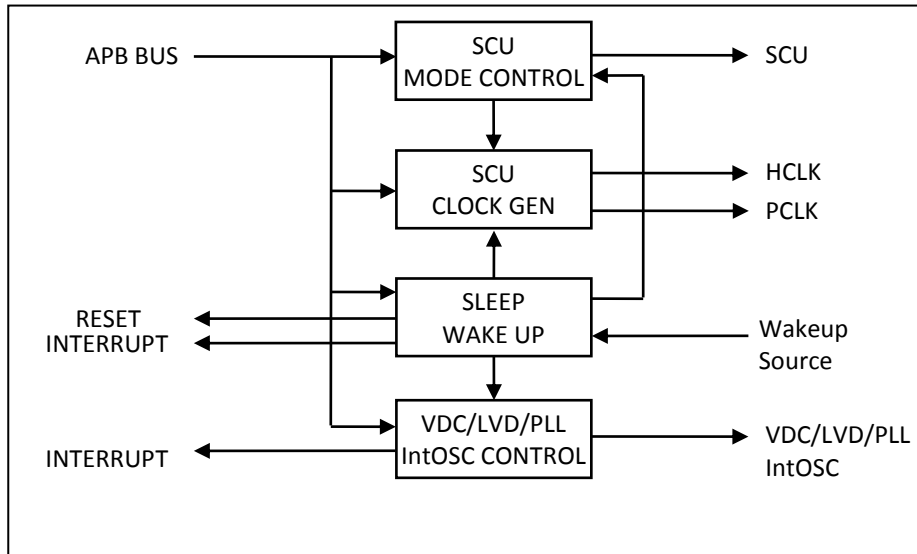 APB BUS
SCU
MODE CONTROL
SCU
SCU
CLOCK GEN
HCLK
PCLK
SLEEP
WAKE UP
RESET
INTERRUPT
Wakeup
Source
VDC/LVD/PLL
IntOSC CONTROL
INTERRUPT
VDC/LVD/PLL
IntOSC